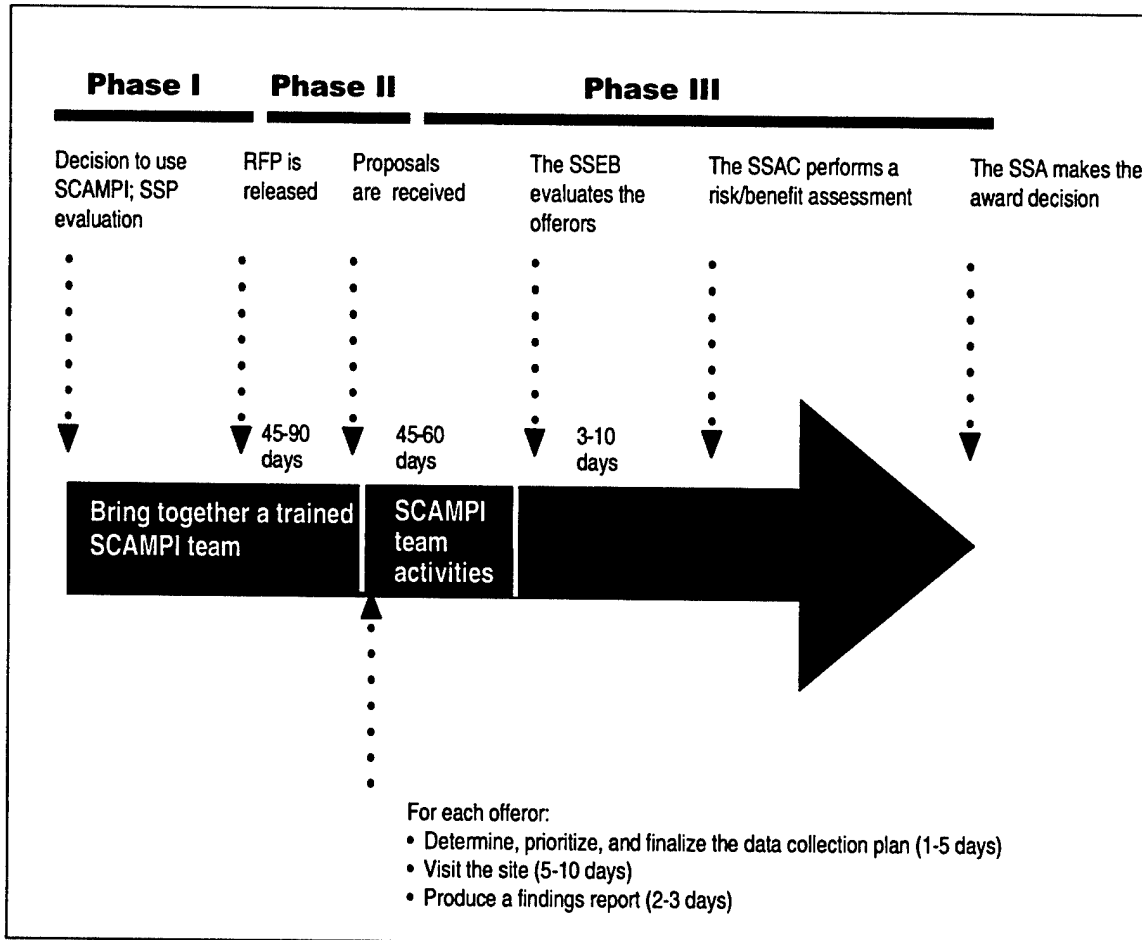 Phase I
Phase II
Phase III
Decision to use
SCAMPI; SSP
evaluation
RFP is
released
Proposals
are received
The SSEB
evaluates the
offerors
The SSAC performs a
risk/benefit assessment
The SSA makes the
award decision
45-90
days
45-60
days
3-10
days
Bring together a trained
SCAMPI team
SCAMPI
team
activities
For each offeror:
• Determine, prioritize, and finalize the data collection plan (1-5 days)
• Visit the site (5-10 days)
• Produce a findings report (2-3 days)